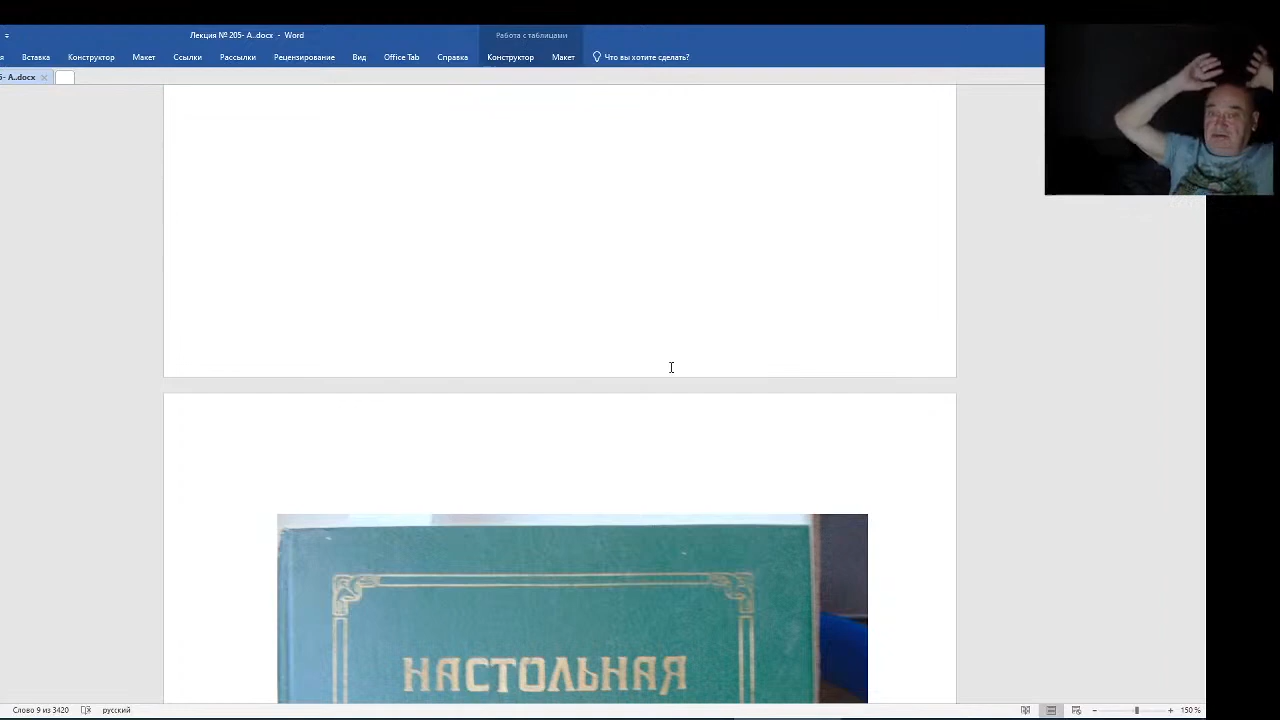 Лекция № 205- А..docx - Word
Работа с таблицами
Вставка Конструктор Макет Ссылки Рассылки Рецензирование Вид Office Tab Справка Конструктор Макет Что вы хотите сделать?
А..docx
НАСТОЛЬНАЯ
Слово 9 из 3420 русский 150 %